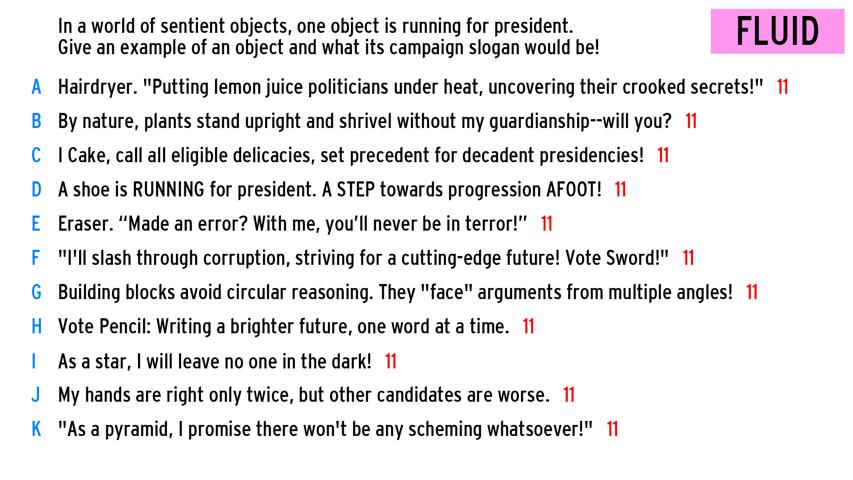 In a world of sentient objects, one object is running for president.
Give an example of an object and what its campaign slogan would be!
FLUID
A Hairdryer. "Putting lemon juice politicians under heat, uncovering their crooked secrets!" 11
B By nature, plants stand upright and shrivel without my guardianship--will you? 11
C I Cake, call all eligible delicacies, set precedent for decadent presidencies! 11
D A shoe is RUNNING for president. A STEP towards progression AFOOT! 11
E Eraser. “Made an error? With me, you’ll never be in terror!” 11
F "I'll slash through corruption, striving for a cutting-edge future! Vote Sword!" 11
G Building blocks avoid circular reasoning. They "face" arguments from multiple angles! 11
H Vote Pencil: Writing a brighter future, one word at a time. 11
I As a star, I will leave no one in the dark! 11
J My hands are right only twice, but other candidates are worse. 11
K "As a pyramid, I promise there won't be any scheming whatsoever!" 11